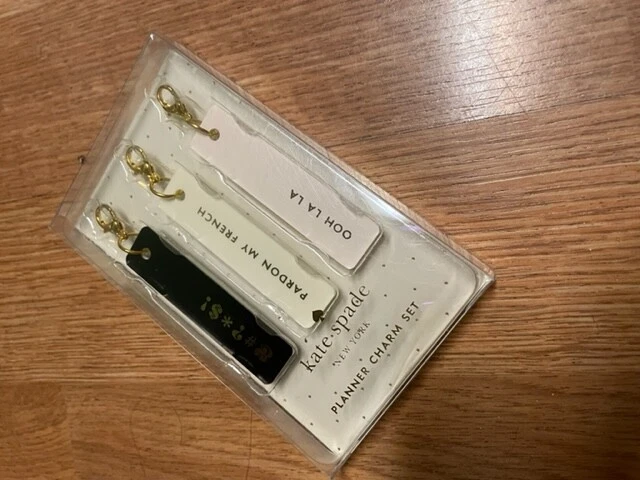 OOH LA LA
PARDON MY FRENCH
kate spade
NEW YORK
PLANNER CHARM SET